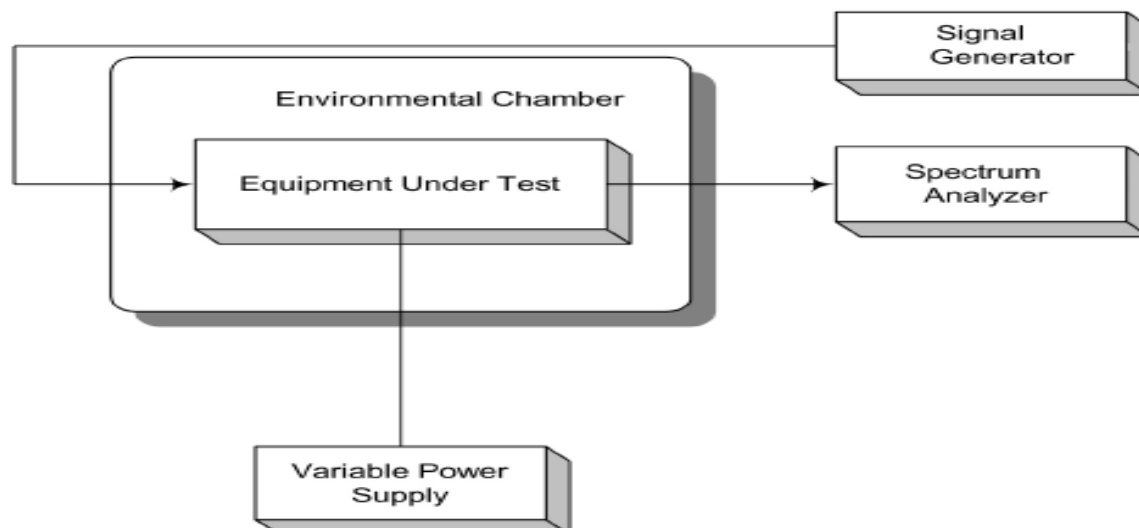 Signal
Generator
Environmental Chamber
Equipment Under Test
Spectrum
Analyzer
Variable Power
Supply